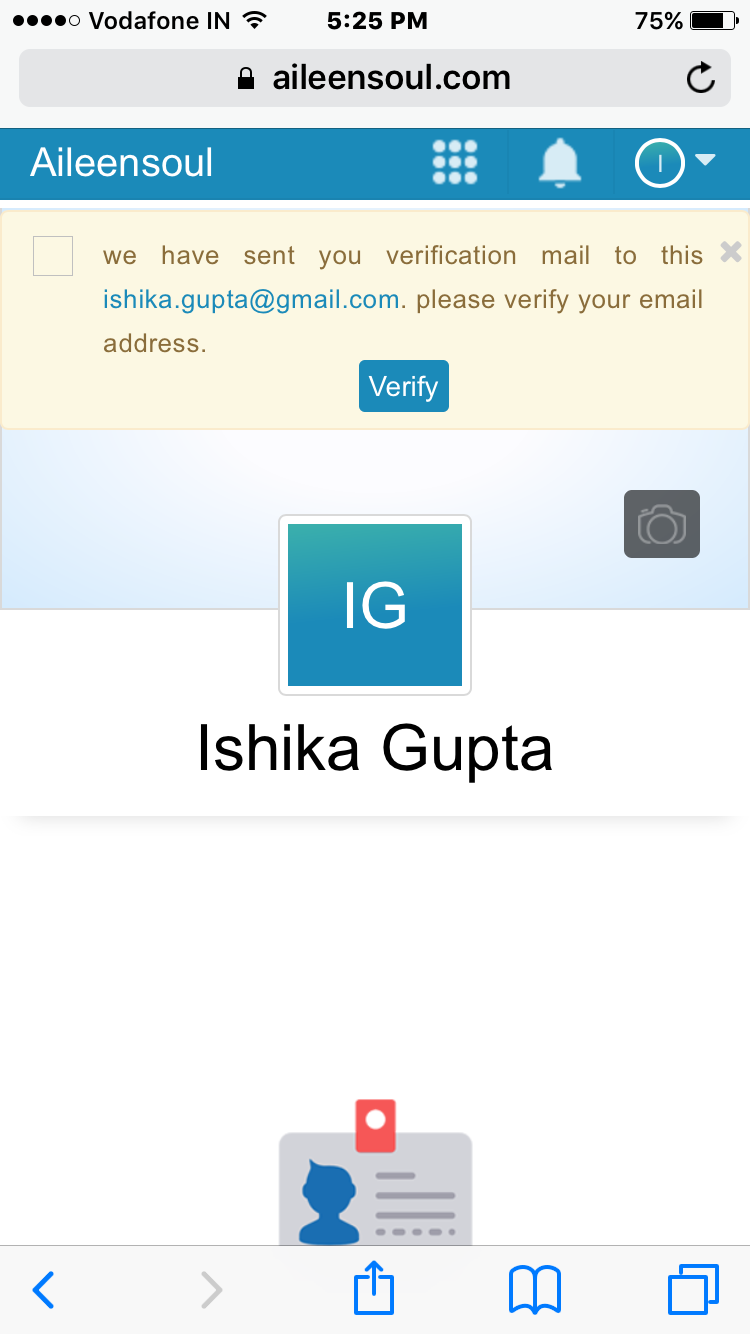 Vodafone IN 5:25 PM 75%
aileensoul.com
Aileensoul I
we have sent you verification mail to this
ishika.gupta@gmail.com. please verify your email
address.
Verify
IG
Ishika Gupta